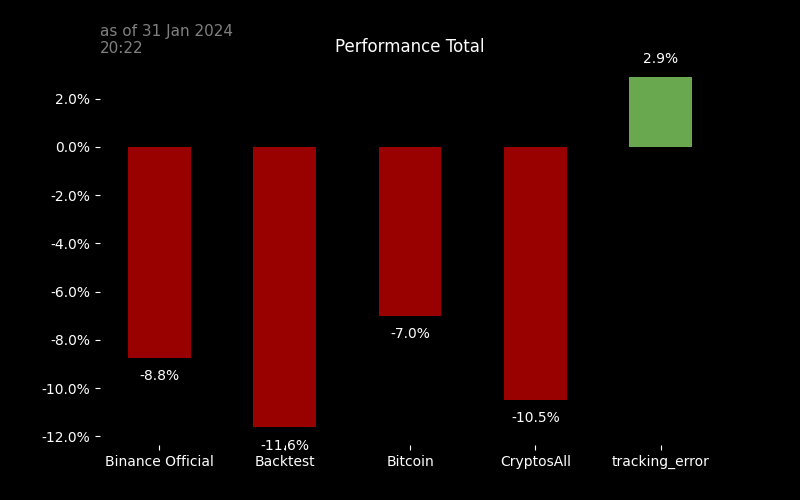 as of 31 Jan 2024
20:22
Performance Total
2.9%
2.0%
0.0%
-2.0%
-4.0%
-6.0%
-8.0%
-10.0%
-12.0%
-8.8%
-11.6%
-7.0%
-10.5%
Binance Official
Backtest
Bitcoin
CryptosAll
tracking_error